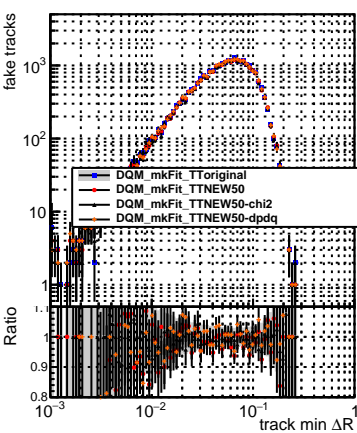 fake tracks
10³
10²
10
1
DQM_mkFit_TToriginal
DQM_mkFit_TTNEW50
DQM_mkFit_TTNEW50-chi2
DQM_mkFit_TTNEW50-dpdq
Ratio
1.1
1
0.9
0.8
10⁻³ 10⁻² 10⁻¹ 1
track min ΔR